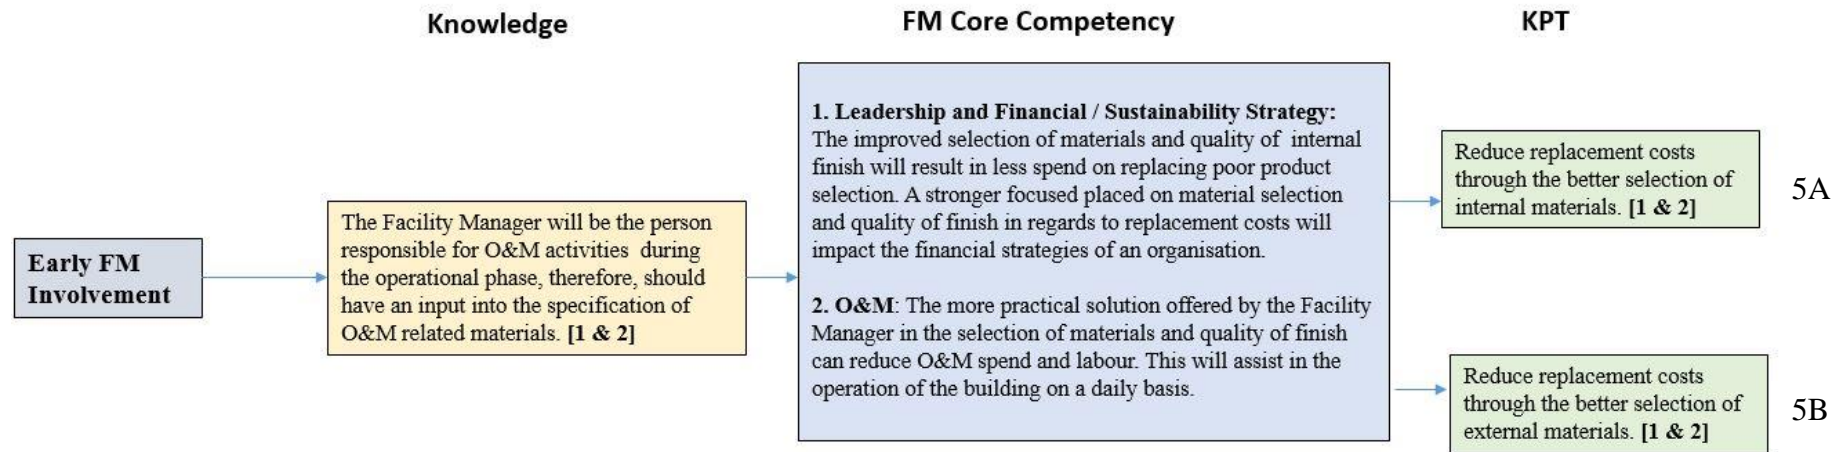 Knowledge
FM Core Competency
KPT
Early FM
Involvement
The Facility Manager will be the person
responsible for O&M activities during
the operational phase, therefore, should
have an input into the specification of
O&M related materials. [1 & 2]
1. Leadership and Financial / Sustainability Strategy:
The improved selection of materials and quality of internal
finish will result in less spend on replacing poor product
selection. A stronger focused placed on material selection
and quality of finish in regards to replacement costs will
impact the financial strategies of an organisation.
2. O&M: The more practical solution offered by the Facility
Manager in the selection of materials and quality of finish
can reduce O&M spend and labour. This will assist in the
operation of the building on a daily basis.
Reduce replacement costs
through the better selection of
internal materials. [1 & 2]
5A
Reduce replacement costs
through the better selection of
external materials. [1 & 2]
5B